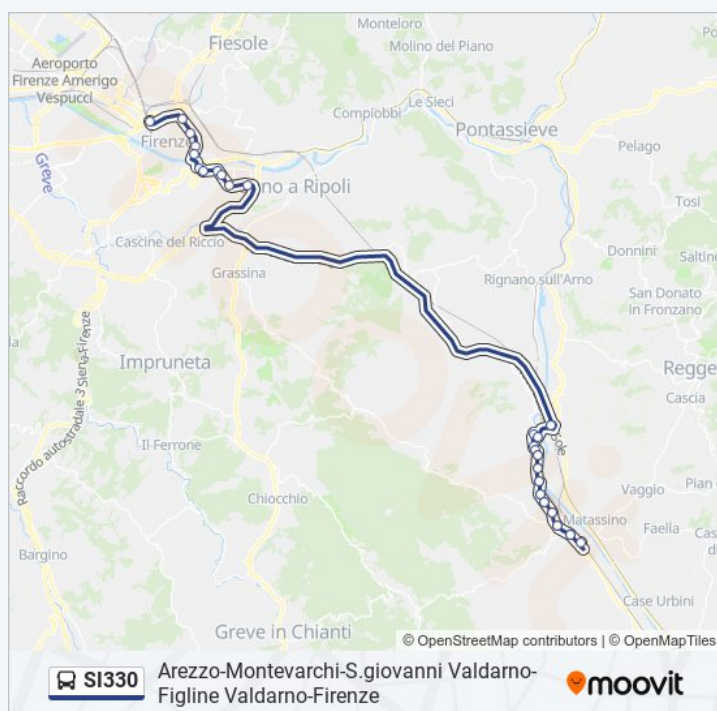 Monteloro
Molino del Piano
Fiesole
Aeroporto
Firenze Amerigo
Vespucci
Le Sieci
Compiobbi
Pontassieve
Firenze
Pelago
Greve
no a Ripoli
Tosi
Cascine del Riccio
Donnini
Saltine
Grassina
Rignano sull'Arno
San Donato
in Fronzano
Impruneta
Regge
Cascia
Raccordo autostradale 3 Siena-Firenze
Il Ferrone
Sole
Chiocchio
Vaggio
Pian d
Matassino
Faella
Cas
Bargino
Case Urbini
Greve in Chianti
© OpenStreetMap contributors | © OpenMapTiles
SI330
Arezzo-Montevarchi-S.giovanni Valdarno-
Figline Valdarno-Firenze
moovit